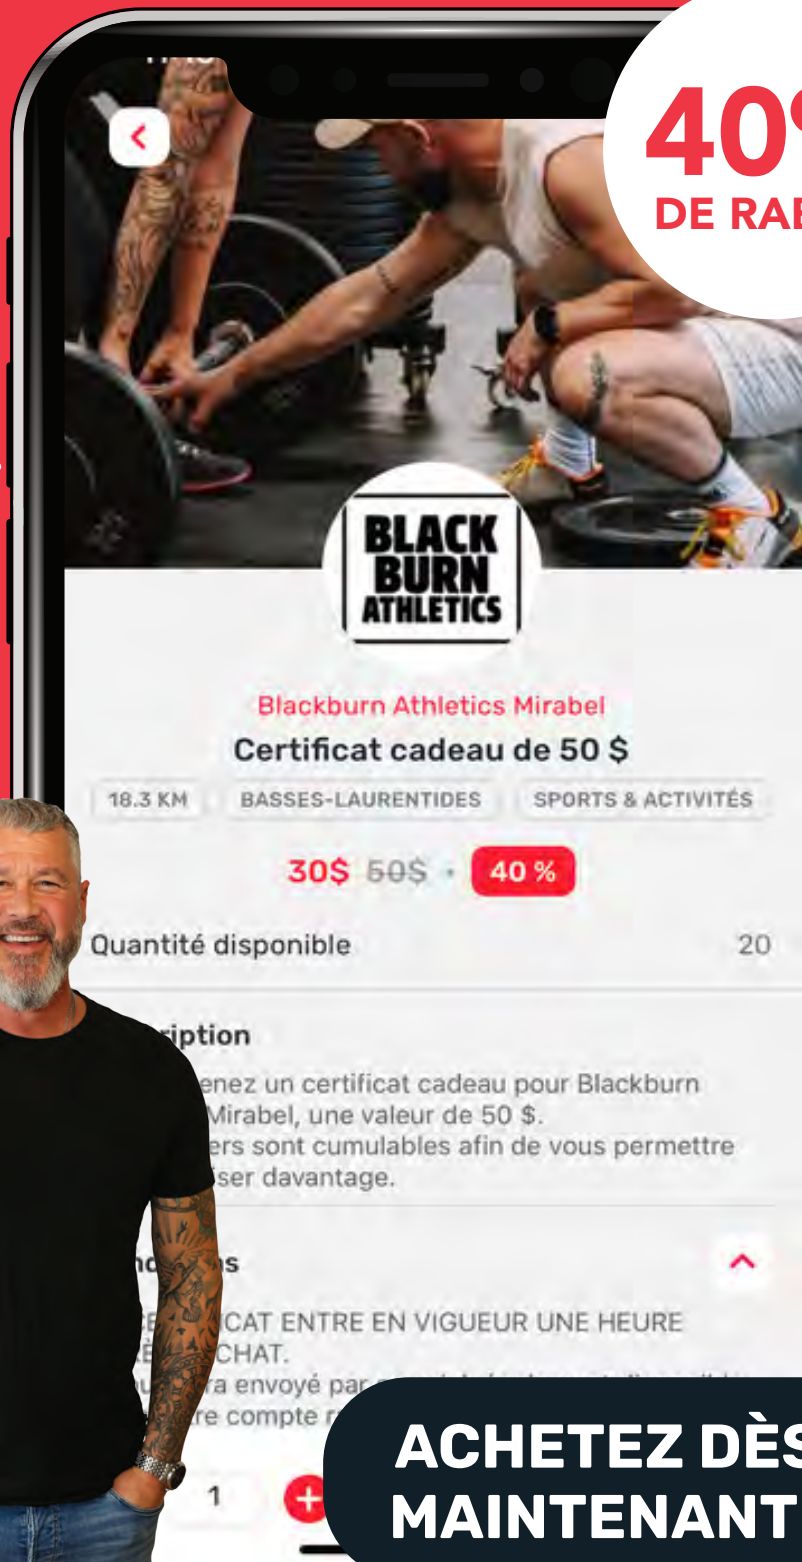 40
DE
Blackburn Athletics Mirabel
Certificat cadeau de 50 $
18.3 KM BASSES-LAURENTIDES SPORTS & ACTIVITÉS
30$ 50$ • 40 %
Quantité disponible 20
BLACK
BURN
ATHLETICS
ription
enez un certificat cadeau pour Blackburn
Mirabel, une valeur de 50 $.
ers sont cumulables afin de vous permettre
ser davantage.
CAT ENTRE EN VIGUEUR UNE HEURE
CHAT.
ra envoyé par
re compte
1 +
ACHETEZ DÈS
MAINTENANT